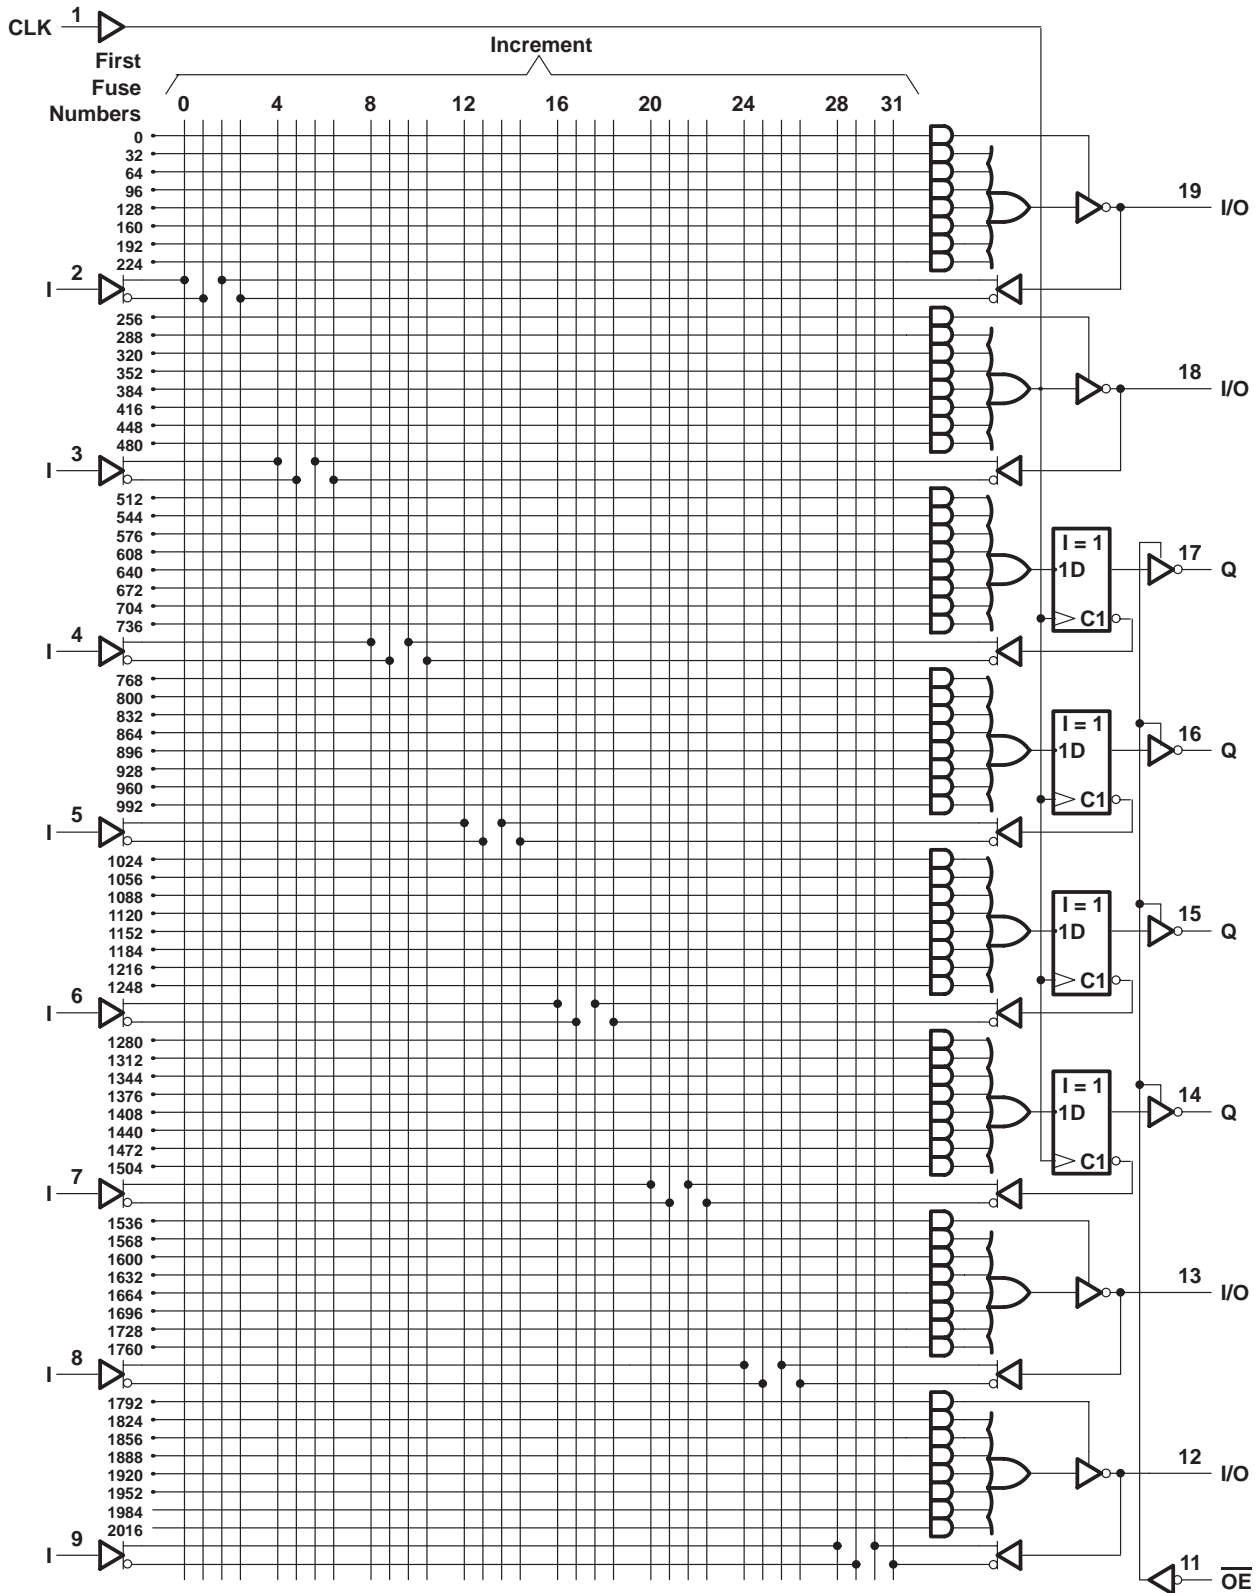 CLK 1
Increment
First
Fuse
Numbers
0 4 8 12 16 20 24 28 31
0
32
64
96
128
160
192
224
19 I/O
I 2
256
288
320
352
384
416
448
480
18 I/O
I 3
512
544
576
608
640
672
704
736
I = 1
1D
C1
17 Q
I 4
768
800
832
864
896
928
960
992
I = 1
1D
C1
16 Q
I 5
1024
1056
1088
1120
1152
1184
1216
1248
I = 1
1D
C1
15 Q
I 6
1280
1312
1344
1376
1408
1440
1472
1504
I = 1
1D
C1
14 Q
I 7
1536
1568
1600
1632
1664
1696
1728
1760
13 I/O
I 8
1792
1824
1856
1888
1920
1952
1984
2016
12 I/O
I 9
11 O̅E̅